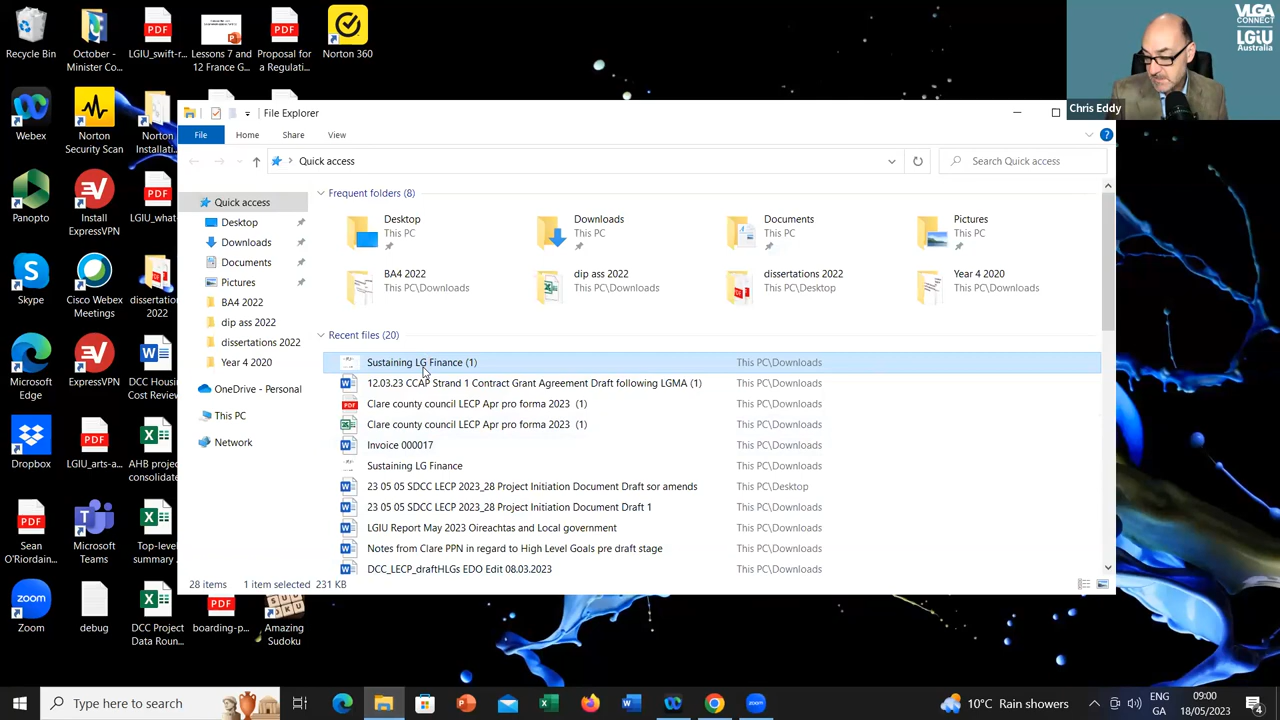 Recycle Bin
October - Minister Co...
LGIU_swift-r...
Lessons 7 and 12 France G...
Proposal for a Regulati...
Norton 360
VLGA
CONNECT
LGiU
Australia
Chris Eddy
Webex
Norton Security Scan
Norton Installati...
File Explorer
File
Home
Share
View
Quick access
Search Quick access
Panopto
Install ExpressVPN
LGIU_what
Quick access
Desktop
Downloads
Documents
Pictures
BA4 2022
dip ass 2022
dissertations 2022
Year 4 2020
OneDrive - Personal
This PC
Network
Frequent folders (8)
Desktop
This PC
Downloads
This PC
Documents
This PC
Pictures
This PC
BA4 2022
This PC\Downloads
dip ass 2022
This PC\Downloads
dissertations 2022
This PC\Desktop
Year 4 2020
This PC\Downloads
Recent files (20)
Sustaining LG Finance (1) This PC\Downloads
12.03.23 CCAP Strand 1 Contract Grant Agreement Draft following LGMA (1) This PC\Downloads
Clare county council LECP Apr pro forma 2023 (1) This PC\Downloads
Clare county council LECP Apr pro forma 2023 (1) This PC\Downloads
Invoice 000017 This PC\Downloads
Sustaining LG Finance This PC\Downloads
23 05 05 SDCC LECP 2023_28 Project Initiation Document Draft sor amends This PC\Desktop
23 05 05 SDCC LECP 2023_28 Project Initiation Document Draft 1 This PC\Downloads
LGIU Report May 2023 Oireachtas and Local government This PC\Downloads
Notes from Clare PPN in regard to High Level Goals pre draft stage This PC\Downloads
DCC_LECP_draftHLGs EDO Edit 08.03.2023 This PC\Downloads
28 items 1 item selected 231 KB
Skype
Cisco Webex Meetings
dissertations 2022
Microsoft Edge
ExpressVPN
DCC Housing Cost Review
Dropbox
LGIU_arts-a...
AHB project consolidate
Sean O'Riordain
Microsoft Teams
Top-level summary
Zoom
debug
DCC Project Data Roun...
boarding-p...
Amazing Sudoku
Type here to search
10°C Rain showers
ENG
GA
09:00
18/05/2023
4